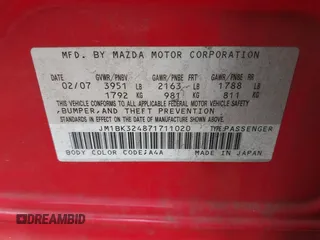 MFD. BY MAZDA MOTOR CORPORATION
GVWR/PNBV GAWR/PNBE FRT GAWR/PNBE RR
02/07 3951 LB 2163 LB 1788 LB
1792 KG 981 KG 811 KG
THIS VEHICLE CONFORMS TO ALL APPLICABLE FEDERAL MOTOR VEHICLE SAFETY,
BUMPER, AND THEFT PREVENTION
STANDARDS IN EFFECT ON THE DATE OF MANUFACTURE SHOWN ABOVE.
JM1BK324871711020 TYPE:PASSENGER
BODY COLOR CODE:A4A MADE IN JAPAN
DREAMBID
dreambid.com